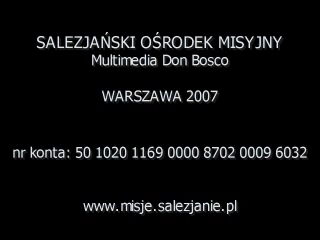 SALEZJAŃSKI OŚRODEK MISYJNY
Multimedia Don Bosco
WARSZAWA 2007
nr konta: 50 1020 1169 0000 8702 0009 6032
www.misje.salezjanie.pl